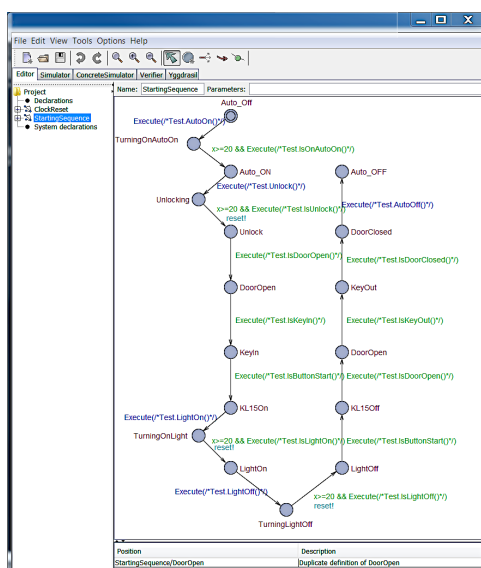 File Edit View Tools Options Help
Editor Simulator ConcreteSimulator Verifier Yggdrasil
Project
Declarations
ClockReset
StartingSequence
System declarations
Name: StartingSequence Parameters:
Auto_Off
Execute(/*Test.AutoOn()*/)
TurningOnAutoOn
x>=20 && Execute(/*Test.IsOnAutoOn()*/)
Auto_ON Auto_OFF
Execute(/*Test.Unlock()*/)
Unlocking
x>=20 && Execute(/*Test.IsUnlock()*/) Execute(/*Test.AutoOff()*/)
reset!
Unlock DoorClosed
Execute(/*Test.IsDoorOpen()*/) Execute(/*Test.IsDoorClosed()*/)
DoorOpen KeyOut
Execute(/*Test.IsKeyIn()*/) Execute(/*Test.IsKeyOut()*/)
KeyIn DoorOpen
Execute(/*Test.IsButtonStart()*/) Execute(/*Test.IsDoorOpen()*/)
KL15On KL15Off
Execute(/*Test.LightOn()*/)
TurningOnLight
x>=20 && Execute(/*Test.IsLightOn()*/) Execute(/*Test.IsButtonStart()*/)
reset!
LightOn LightOff
Execute(/*Test.LightOff()*/)
x>=20 && Execute(/*Test.IsLightOff()*/)
reset!
TurningLightOff
Position Description
StartingSequence/DoorOpen Duplicate definition of DoorOpen